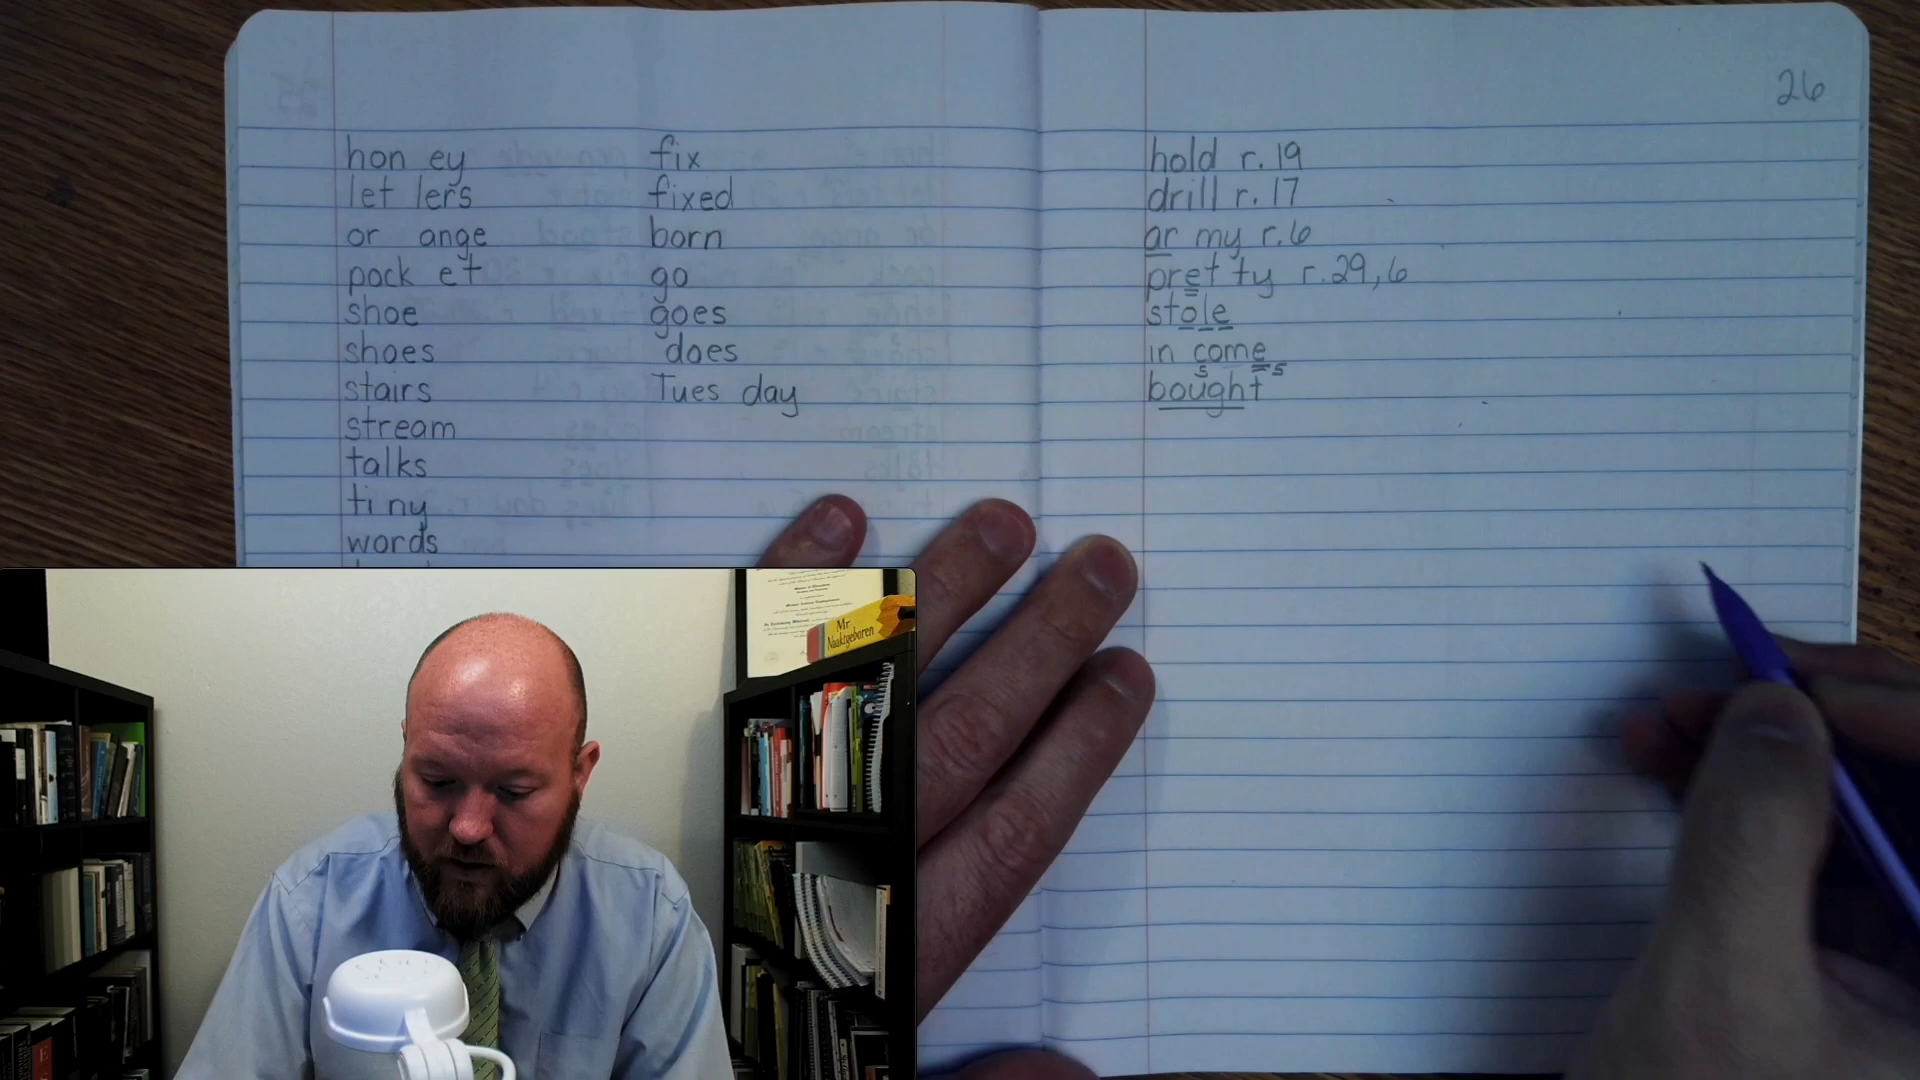 26
hon ey
let lers
or ange
pock et
shoe
shoes
stairs
stream
talks
ti ny
words
fix
fixed
born
go
goes
does
Tues day
hold r. 19
drill r. 17
ar my r. 6
pret ty r. 29, 6
stole
in come
s s
bought
Mr
Naaktgeboren